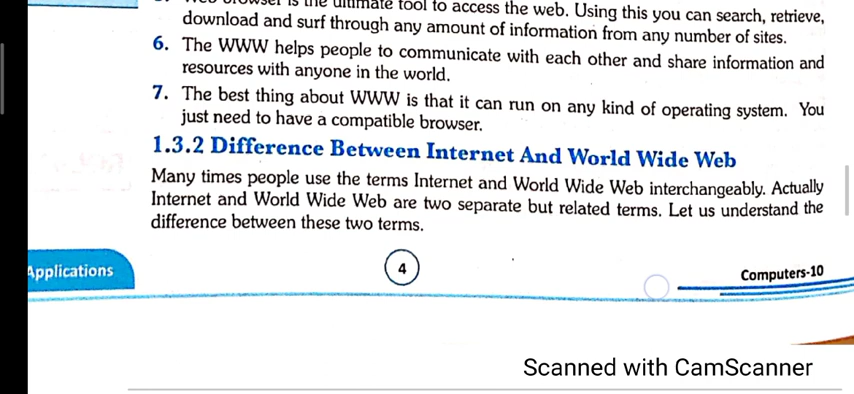 Web browser is the ultimate tool to access the web. Using this you can search, retrieve,
download and surf through any amount of information from any number of sites.
6. The WWW helps people to communicate with each other and share information and
resources with anyone in the world.
7. The best thing about WWW is that it can run on any kind of operating system. You
just need to have a compatible browser.
1.3.2 Difference Between Internet And World Wide Web
Many times people use the terms Internet and World Wide Web interchangeably. Actually
Internet and World Wide Web are two separate but related terms. Let us understand the
difference between these two terms.
Applications
4
Computers-10
Scanned with CamScanner